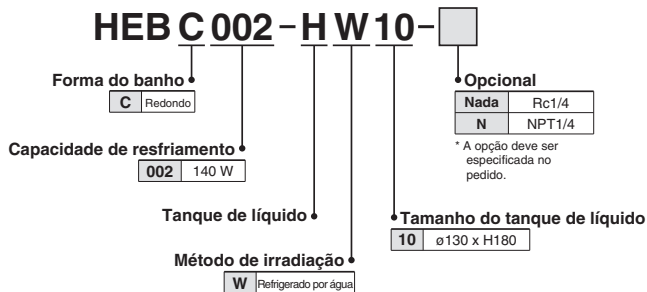 HEB C 002 - H W 10 -
Forma do banho
C Redondo
Opcional
Nada Rc1/4
N NPT1/4
* A opção deve ser
especificada no
pedido.
Capacidade de resfriamento
002 140 W
Tanque de líquido
Tamanho do tanque de líquido
10 ø130 x H180
Método de irradiação
W Refrigerado por água